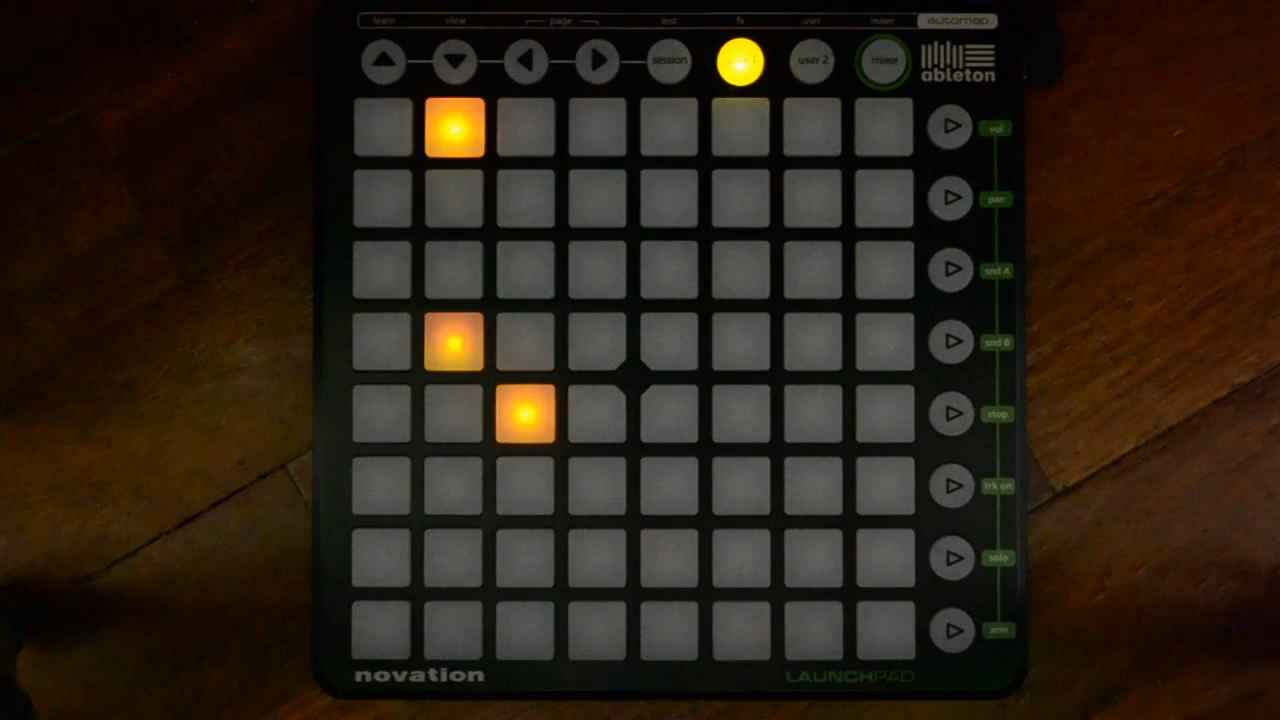 learn view page inst fx user mixer automap
session user 2 mixer
ableton
vol
pan
snd A
snd B
stop
trk on
solo
arm
novation LAUNCHPAD